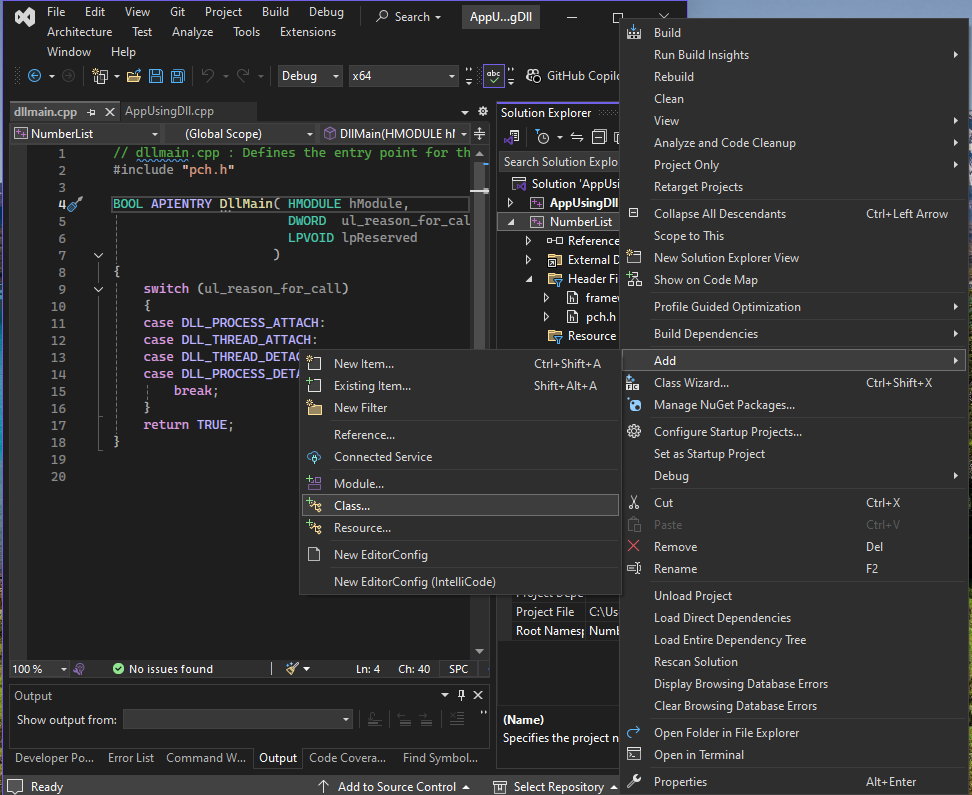 File Edit View Git Project Build Debug Search AppU...gDll
Architecture Test Analyze Tools Extensions
Window Help
Debug x64 abc GitHub Copilc
dllmain.cpp AppUsingDll.cpp
NumberList (Global Scope) DllMain(HMODULE hM
1 // dllmain.cpp : Defines the entry point for th
2 #include "pch.h"
3
4 BOOL APIENTRY DllMain( HMODULE hModule,
5 DWORD ul_reason_for_cal
6 LPVOID lpReserved
7 )
8 {
9 switch (ul_reason_for_call)
10 {
11 case DLL_PROCESS_ATTACH:
12 case DLL_THREAD_ATTACH:
13 case DLL_THREAD_DETAC
14 case DLL_PROCESS_DETA
15 break;
16 }
17 return TRUE;
18 }
19
20
100 % No issues found Ln: 4 Ch: 40 SPC
Output
Show output from:
Developer Po... Error List Command W... Output Code Covera... Find Symbol...
Ready Add to Source Control Select Repository
Solution Explorer
Search Solution Explo
Solution 'AppUsi
AppUsingDll
NumberList
Reference
External D
Header Fi
framew
pch.h
Resource
Project Depe
Project File C:\Us
Root Namesp Numb
(Name)
Specifies the project n
New Item... Ctrl+Shift+A
Existing Item... Shift+Alt+A
New Filter
Reference...
Connected Service
Module...
Class...
Resource...
New EditorConfig
New EditorConfig (IntelliCode)
Build
Run Build Insights
Rebuild
Clean
View
Analyze and Code Cleanup
Project Only
Retarget Projects
Collapse All Descendants Ctrl+Left Arrow
Scope to This
New Solution Explorer View
Show on Code Map
Profile Guided Optimization
Build Dependencies
Add
Class Wizard... Ctrl+Shift+X
Manage NuGet Packages...
Configure Startup Projects...
Set as Startup Project
Debug
Cut Ctrl+X
Paste Ctrl+V
Remove Del
Rename F2
Unload Project
Load Direct Dependencies
Load Entire Dependency Tree
Rescan Solution
Display Browsing Database Errors
Clear Browsing Database Errors
Open Folder in File Explorer
Open in Terminal
Properties Alt+Enter